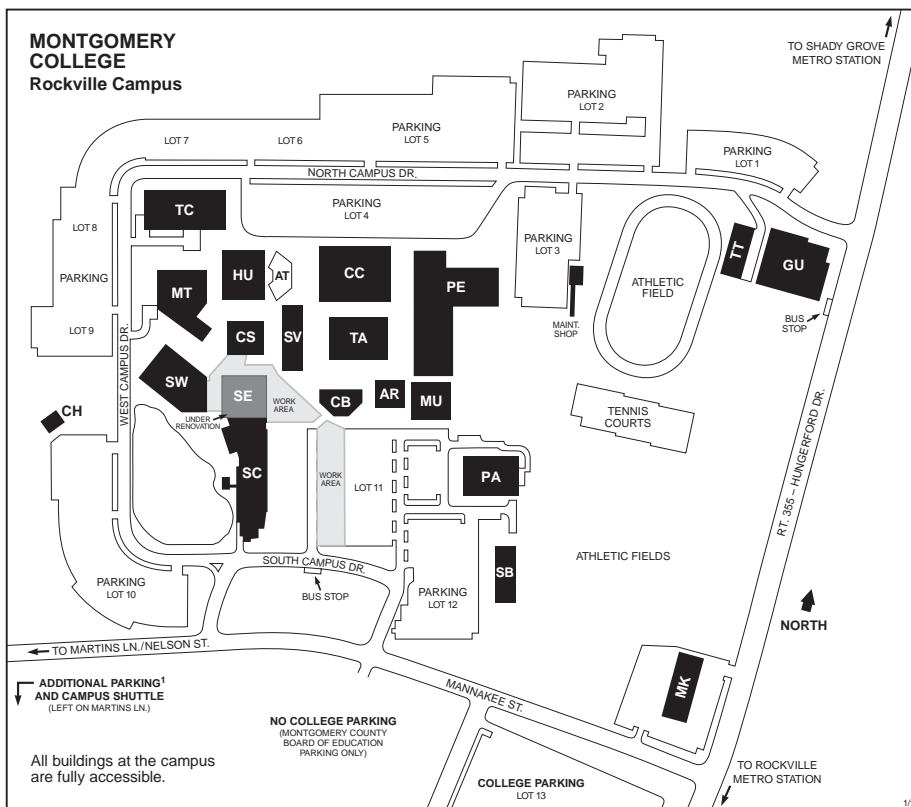 MONTGOMERY
COLLEGE
Rockville Campus
TO SHADY GROVE
METRO STATION
PARKING
LOT 2
LOT 7
LOT 6
PARKING
LOT 5
PARKING
LOT 1
NORTH CAMPUS DR.
PARKING
LOT 4
TC
LOT 8
PARKING
LOT 9
PARKING
LOT 3
HU
AT
CC
PE
TT
GU
MT
ATHLETIC
FIELD
MAINT.
SHOP
BUS
STOP
CS
SV
TA
WEST CAMPUS DR.
SW
SE
WORK
AREA
UNDER
RENOVATION
CB
AR
MU
CH
TENNIS
COURTS
RT. 355 – HUNGERFORD DR.
SC
WORK
AREA
LOT 11
PA
SOUTH CAMPUS DR.
ATHLETIC FIELDS
SB
PARKING
LOT 10
BUS STOP
PARKING
LOT 12
NORTH
TO MARTINS LN./NELSON ST.
MK
ADDITIONAL PARKING¹
AND CAMPUS SHUTTLE
(LEFT ON MARTINS LN.)
MANNAKEE ST.
NO COLLEGE PARKING
(MONTGOMERY COUNTY
BOARD OF EDUCATION
PARKING ONLY)
All buildings at the campus
are fully accessible.
TO ROCKVILLE
METRO STATION
COLLEGE PARKING
LOT 13